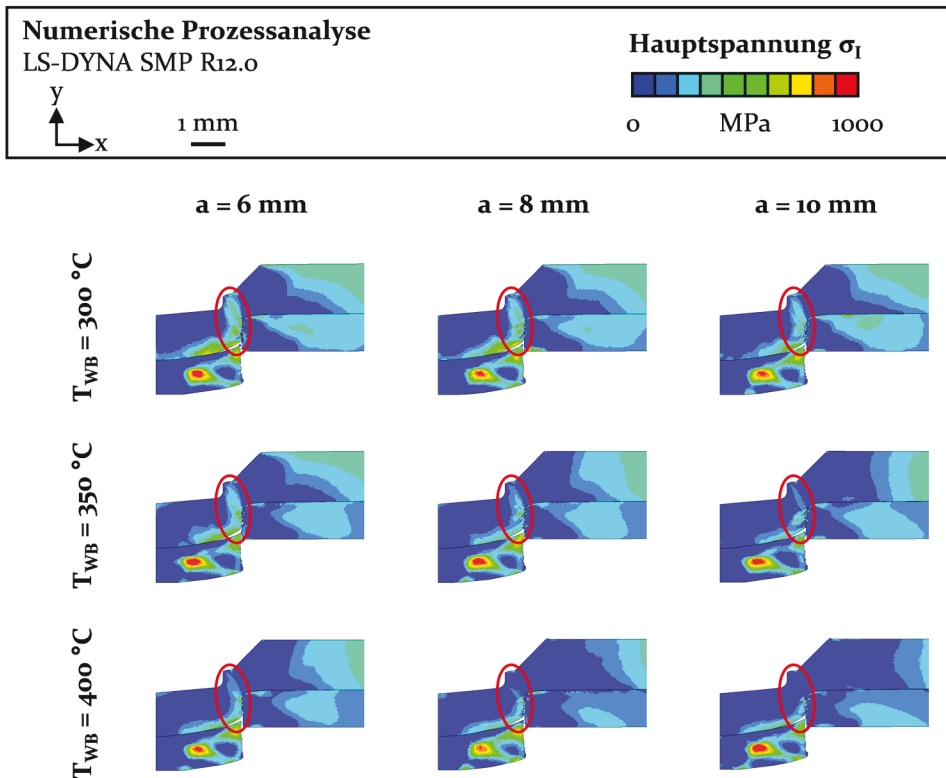 Numerische Prozessanalyse
LS-DYNA SMP R12.0
y
x
1 mm
Hauptspannung σI
0 MPa 1000
a = 6 mm a = 8 mm a = 10 mm
TWB = 300 °C
TWB = 350 °C
TWB = 400 °C